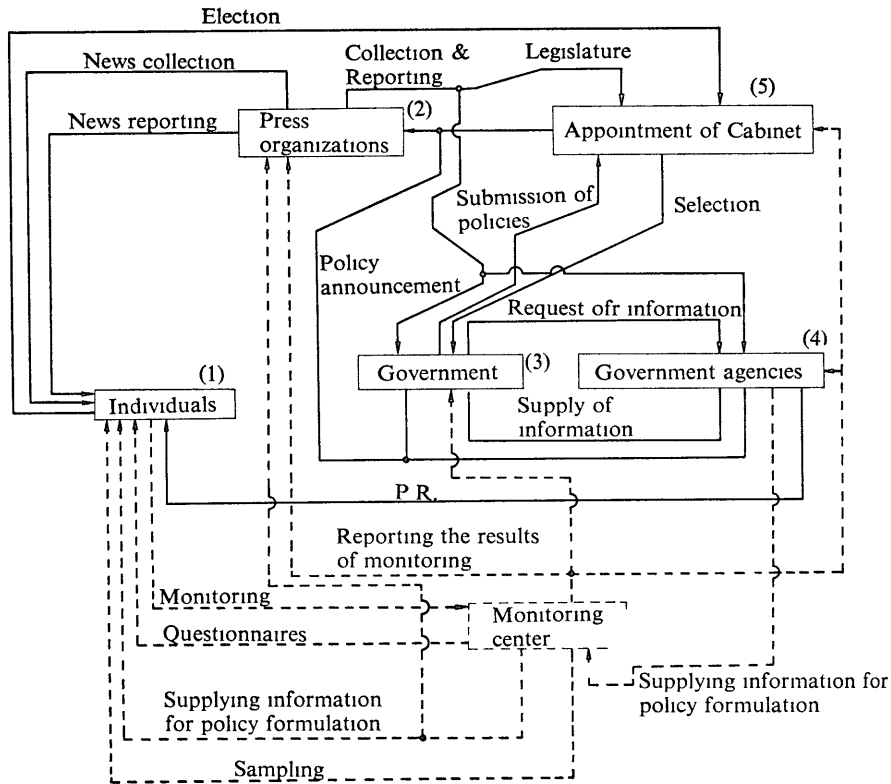 Election
News collection
Collection &
Reporting
Legislature
(5)
News reporting
(2)
Press
organizations
Appointment of Cabinet
Submission of
policies
Selection
Policy
announcement
Request ofr information
(4)
(1)
Government
(3)
Government agencies
Individuals
Supply of
information
P R.
Reporting the results
of monitoring
Monitoring
Monitoring
center
Questionnaires
Supplying information
for policy formulation
Supplying information for
policy formulation
Sampling